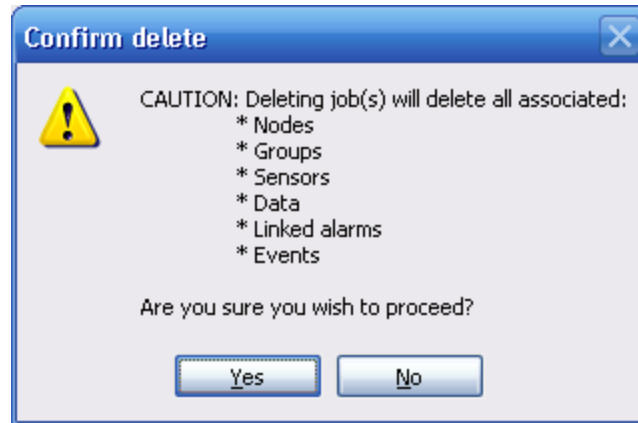 Confirm delete
CAUTION: Deleting job(s) will delete all associated:
* Nodes
* Groups
* Sensors
* Data
* Linked alarms
* Events
Are you sure you wish to proceed?
Yes
No